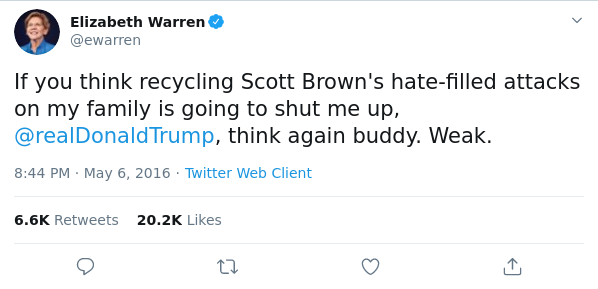 Elizabeth Warren
@ewarren
If you think recycling Scott Brown's hate-filled attacks
on my family is going to shut me up,
@realDonaldTrump, think again buddy. Weak.
8:44 PM · May 6, 2016 · Twitter Web Client
6.6K Retweets 20.2K Likes